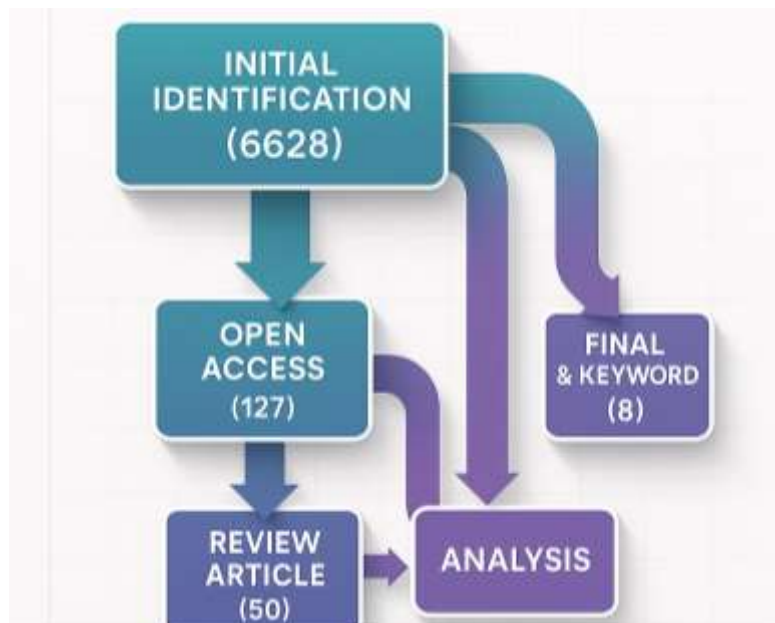 INITIAL
IDENTIFICATION
(6628)
OPEN
ACCESS
(127)
FINAL
& KEYWORD
(8)
REVIEW
ARTICLE
(50)
ANALYSIS